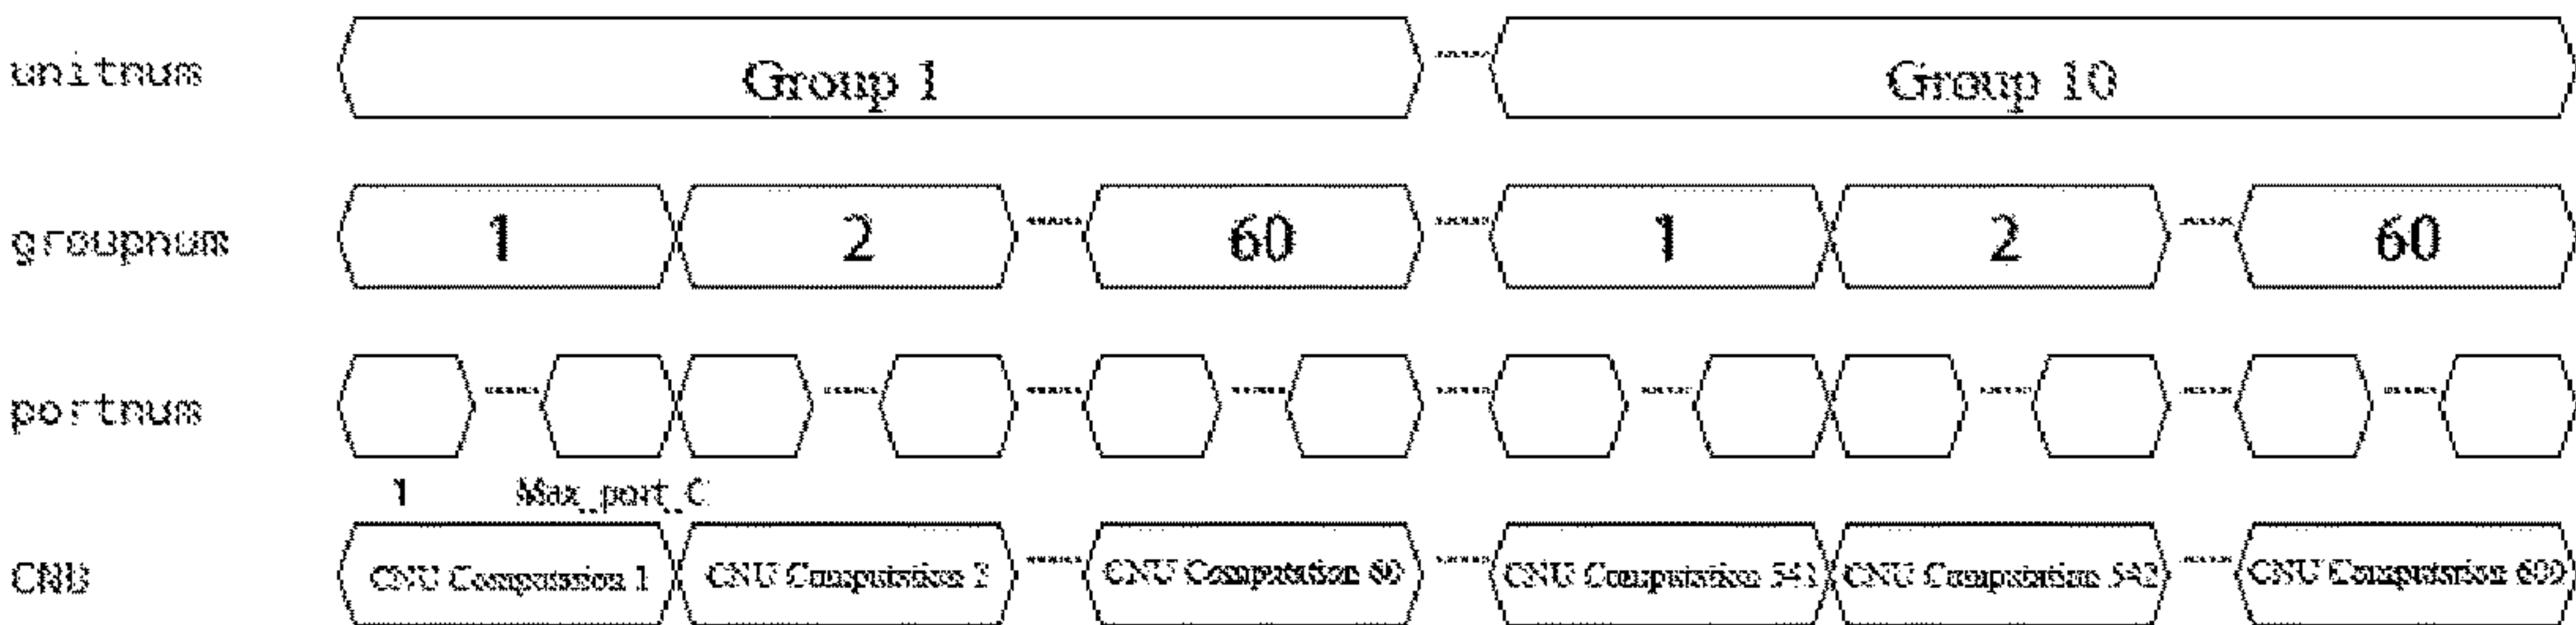 unitnum Group 1 Group 10
groupnum 1 2 60 1 2 60
portnum
1 Max_port_C
CNU CNU Computation 1 CNU Computation 2 CNU Computation 60 CNU Computation 541 CNU Computation 542 CNU Computation 600